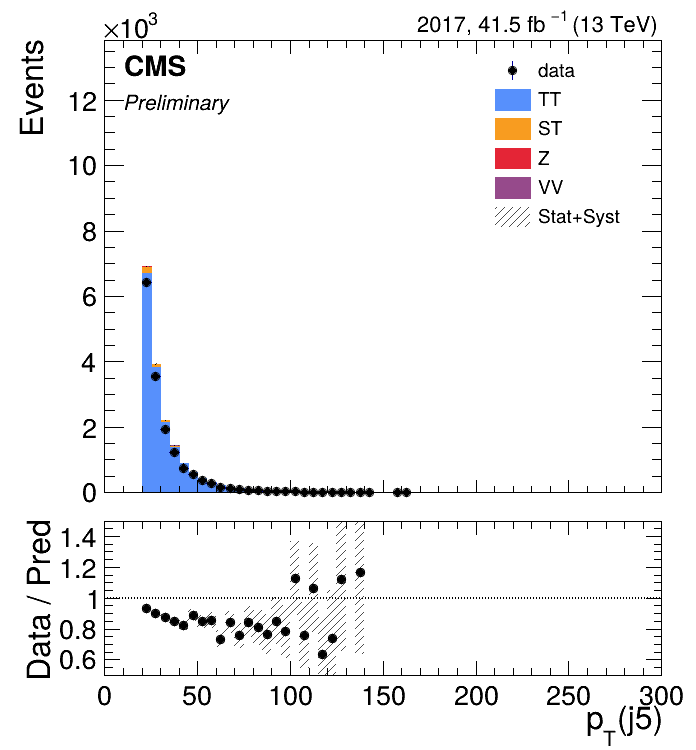 ×10³
2017, 41.5 fb⁻¹ (13 TeV)
Events
CMS
Preliminary
data
TT
ST
Z
VV
Stat+Syst
12
10
8
6
4
2
0
Data / Pred
1.4
1.2
1
0.8
0.6
0 50 100 150 200 250 300
p_T(j5)